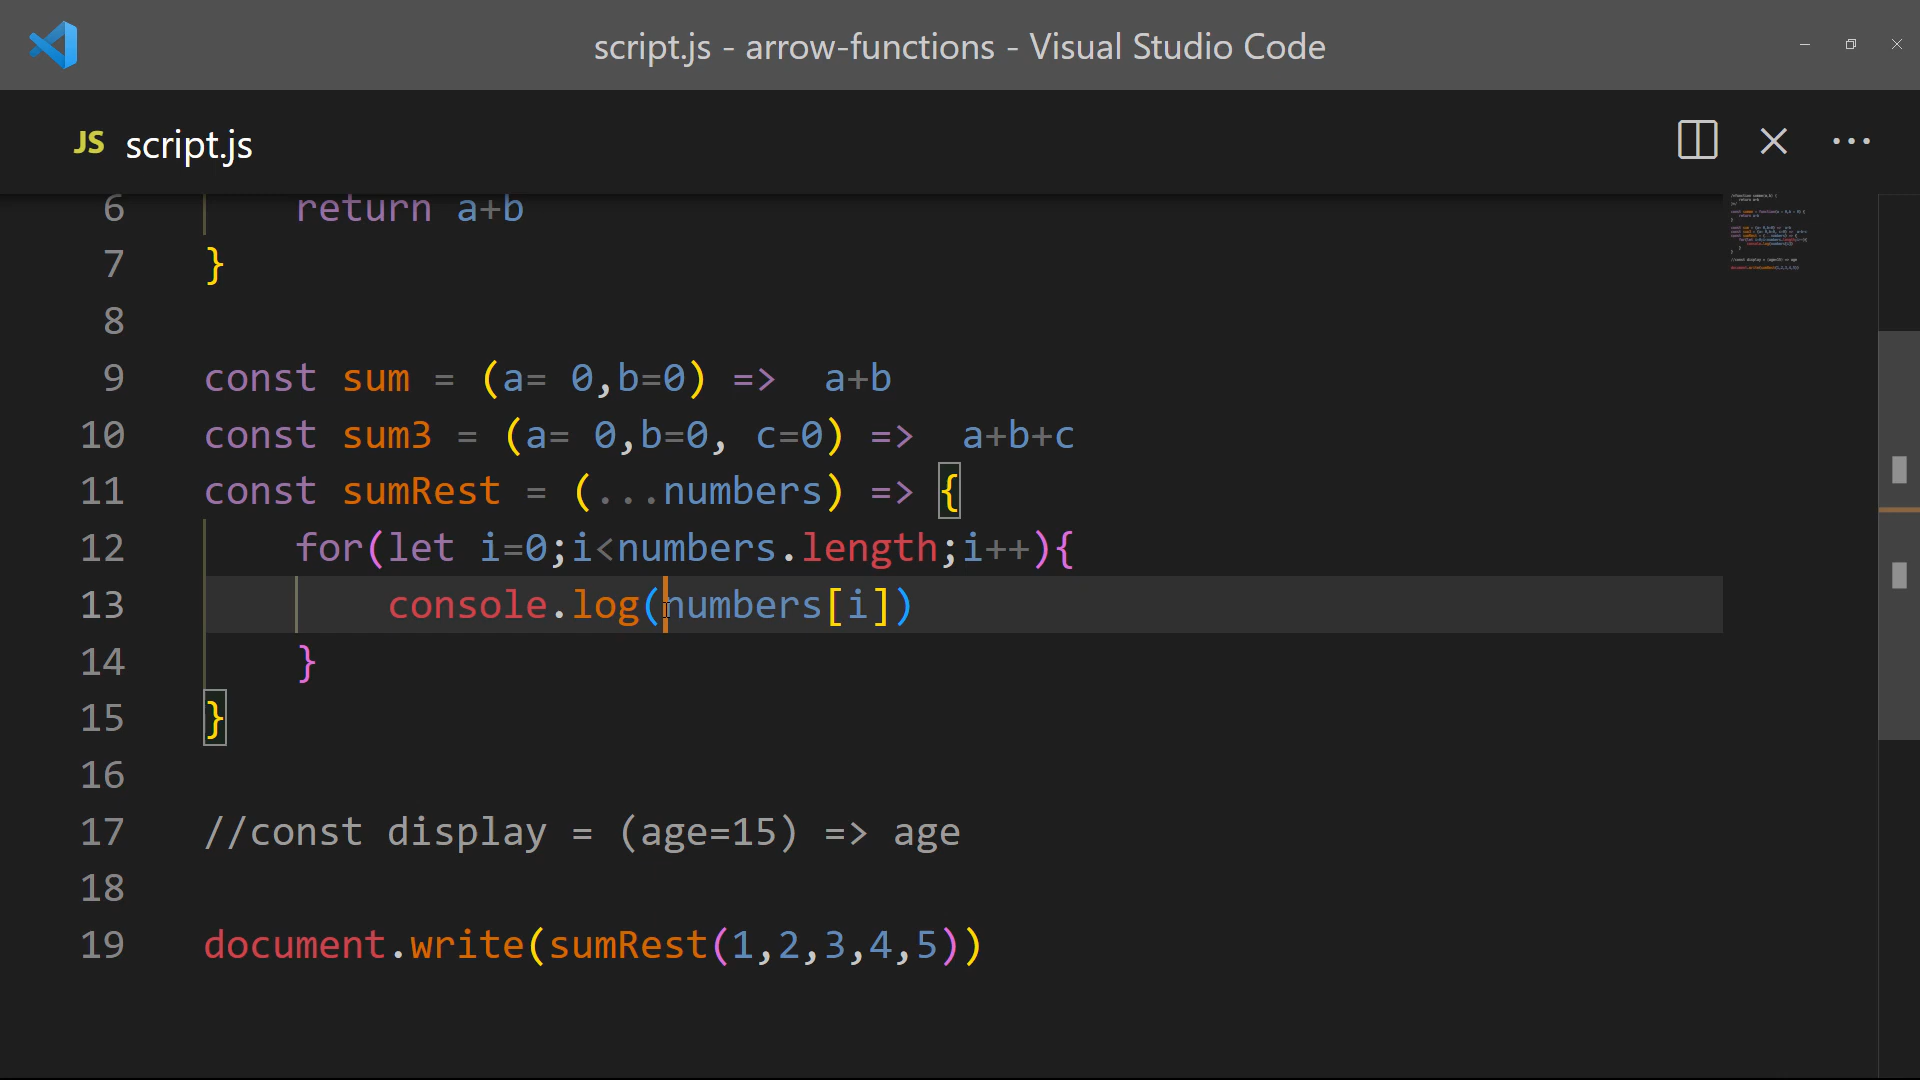 script.js - arrow-functions - Visual Studio Code
JS script.js
6 return a+b
7 }
8
9 const sum = (a= 0,b=0) =>  a+b
10 const sum3 = (a= 0,b=0, c=0) =>  a+b+c
11 const sumRest = (...numbers) => {
12 for(let i=0;i<numbers.length;i++){
13 console.log(numbers[i])
14 }
15 }
16
17 //const display = (age=15) => age
18
19 document.write(sumRest(1,2,3,4,5))